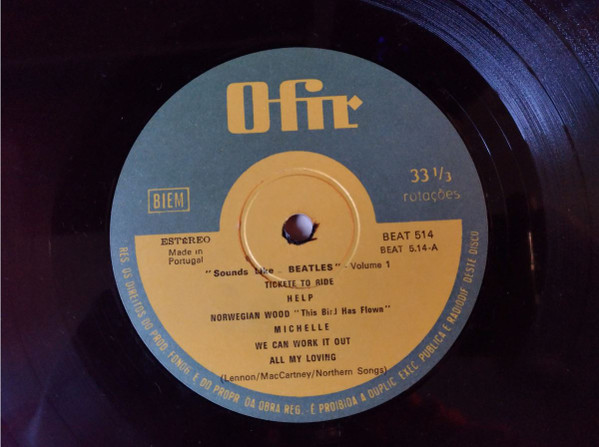 Ofir
33 1/3
rotações
BIEM
ESTÉREO
Made in
Portugal
BEAT 514
BEAT 5.14-A
"Sounds Like - BEATLES" - Volume 1
TICKETE TO RIDE
HELP
NORWEGIAN WOOD "This Bird Has Flown"
MICHELLE
WE CAN WORK IT OUT
ALL MY LOVING
(Lennon/MacCartney/Northern Songs)
RES. OS DIREITOS DO PROD. FONOG. E DO PROPR. DA OBRA REG. - É PROIBIDA A DUPLIC. EXEC. PUBLICA E RADIODIF. DESTE DISCO